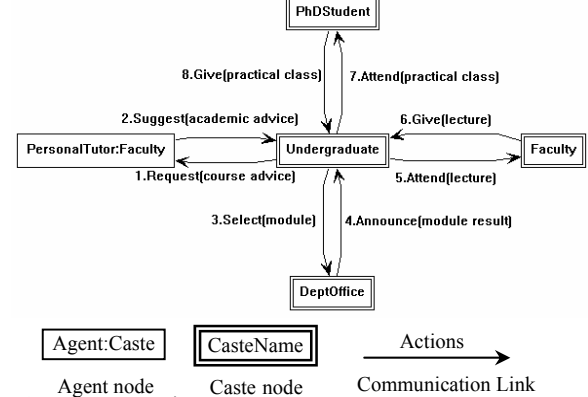 PhDStudent
8.Give(practical class)
7.Attend(practical class)
2.Suggest(academic advice)
6.Give(lecture)
PersonalTutor:Faculty
Undergraduate
Faculty
1.Request(course advice)
5.Attend(lecture)
3.Select(module)
4.Announce(module result)
DeptOffice
Agent:Caste
CasteName
Actions
Agent node
Caste node
Communication Link